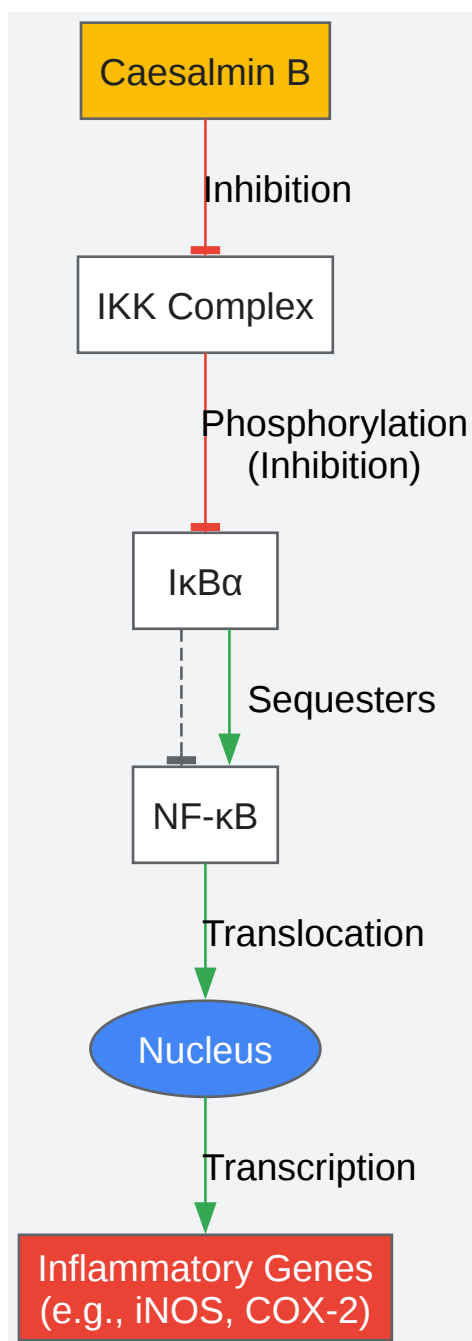 Caesalmin B
Inhibition
IKK Complex
Phosphorylation
(Inhibition)
IκBα
Sequesters
NF-κB
Translocation
Nucleus
Transcription
Inflammatory Genes
(e.g., iNOS, COX-2)